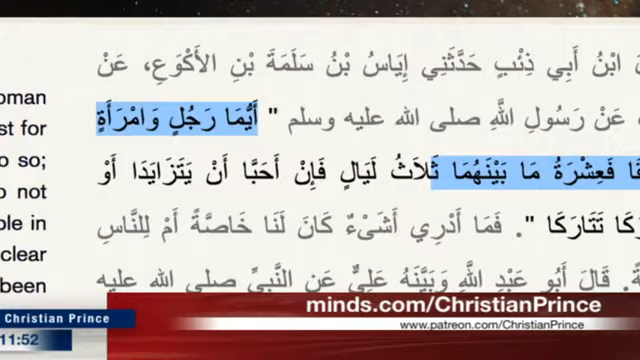 ابْنُ أَبِي ذِئْبٍ حَدَّثَنِي إِيَاسُ بْنُ سَلَمَةَ بْنِ الأَكْوَعِ، عَنْ
عَنْ رَسُولِ اللَّهِ صلى الله عليه وسلم " أَيُّمَا رَجُلٍ وَامْرَأَةٍ
فَعِشْرَةُ مَا بَيْنَهُمَا ثَلاَثُ لَيَالٍ فَإِنْ أَحَبَّا أَنْ يَتَزَايَدَا أَوْ
تَتَارَكَا ". فَمَا أَدْرِي أَشَىْءٌ كَانَ لَنَا خَاصَّةً أَمْ لِلنَّاسِ
قَالَ أَبُو عَبْدِ اللَّهِ وَبَيَّنَهُ عَلِيٌّ عَنِ النَّبِيِّ صلى الله عليه
oman
st for
o so;
not
ble in
clear
been
minds.com/ChristianPrince
www.patreon.com/ChristianPrince
Christian Prince
11:52